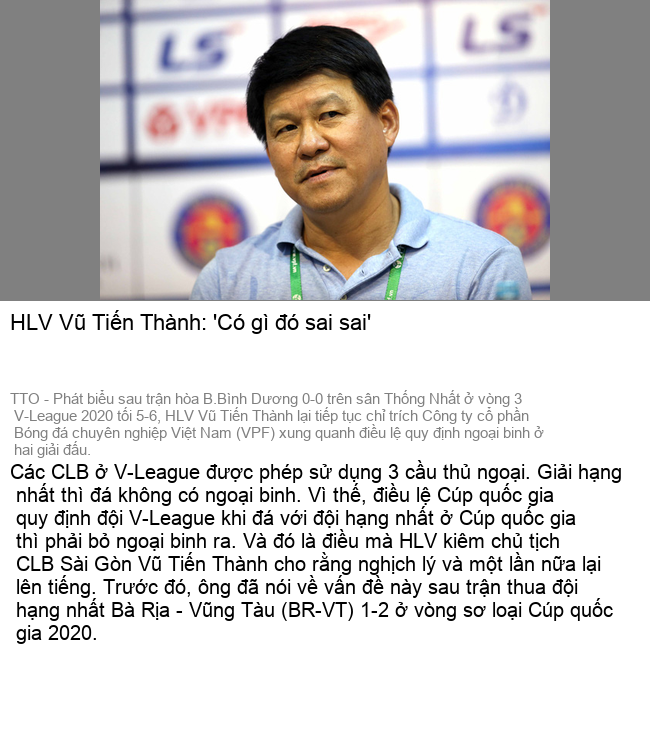 LS
LS
VPF
HLV Vũ Tiến Thành: 'Có gì đó sai sai'
TTO - Phát biểu sau trận hòa B.Bình Dương 0-0 trên sân Thống Nhất ở vòng 3
V-League 2020 tối 5-6, HLV Vũ Tiến Thành lại tiếp tục chỉ trích Công ty cổ phần
Bóng đá chuyên nghiệp Việt Nam (VPF) xung quanh điều lệ quy định ngoại binh ở
hai giải đấu.
Các CLB ở V-League được phép sử dụng 3 cầu thủ ngoại. Giải hạng
nhất thì đá không có ngoại binh. Vì thế, điều lệ Cúp quốc gia
quy định đội V-League khi đá với đội hạng nhất ở Cúp quốc gia
thì phải bỏ ngoại binh ra. Và đó là điều mà HLV kiêm chủ tịch
CLB Sài Gòn Vũ Tiến Thành cho rằng nghịch lý và một lần nữa lại
lên tiếng. Trước đó, ông đã nói về vấn đề này sau trận thua đội
hạng nhất Bà Rịa - Vũng Tàu (BR-VT) 1-2 ở vòng sơ loại Cúp quốc
gia 2020.